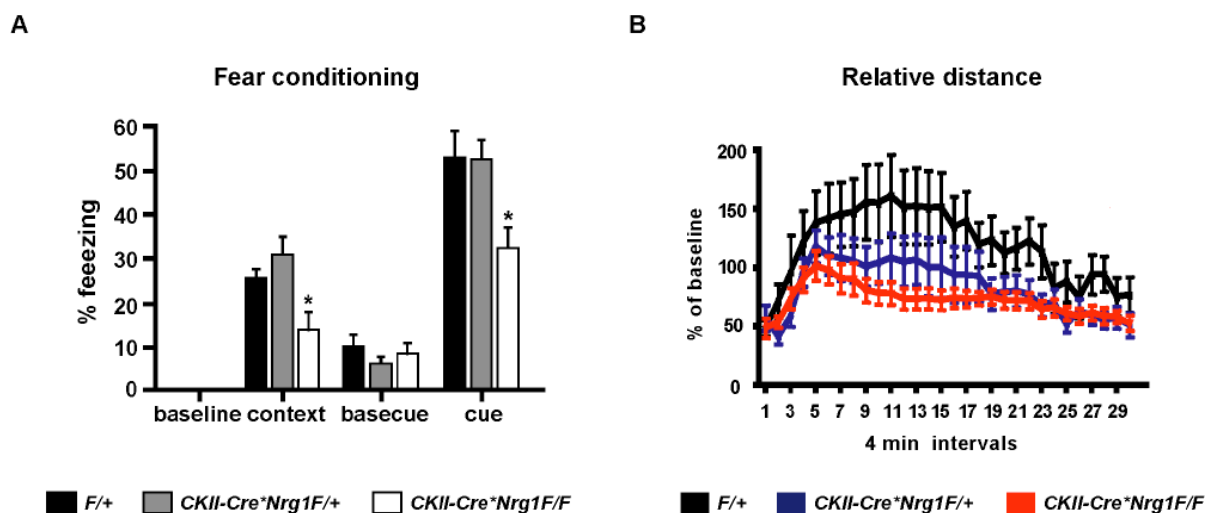 A
Fear conditioning
% feeezing
60
50
40
30
20
10
0
baseline context basecue cue
*
*
F/+ CKII-Cre*Nrg1F/+ CKII-Cre*Nrg1F/F
B
Relative distance
% of baseline
200
150
100
50
0
1 3 5 7 9 11 13 15 17 19 21 23 25 27 29
4 min intervals
F/+ CKII-Cre*Nrg1F/+ CKII-Cre*Nrg1F/F